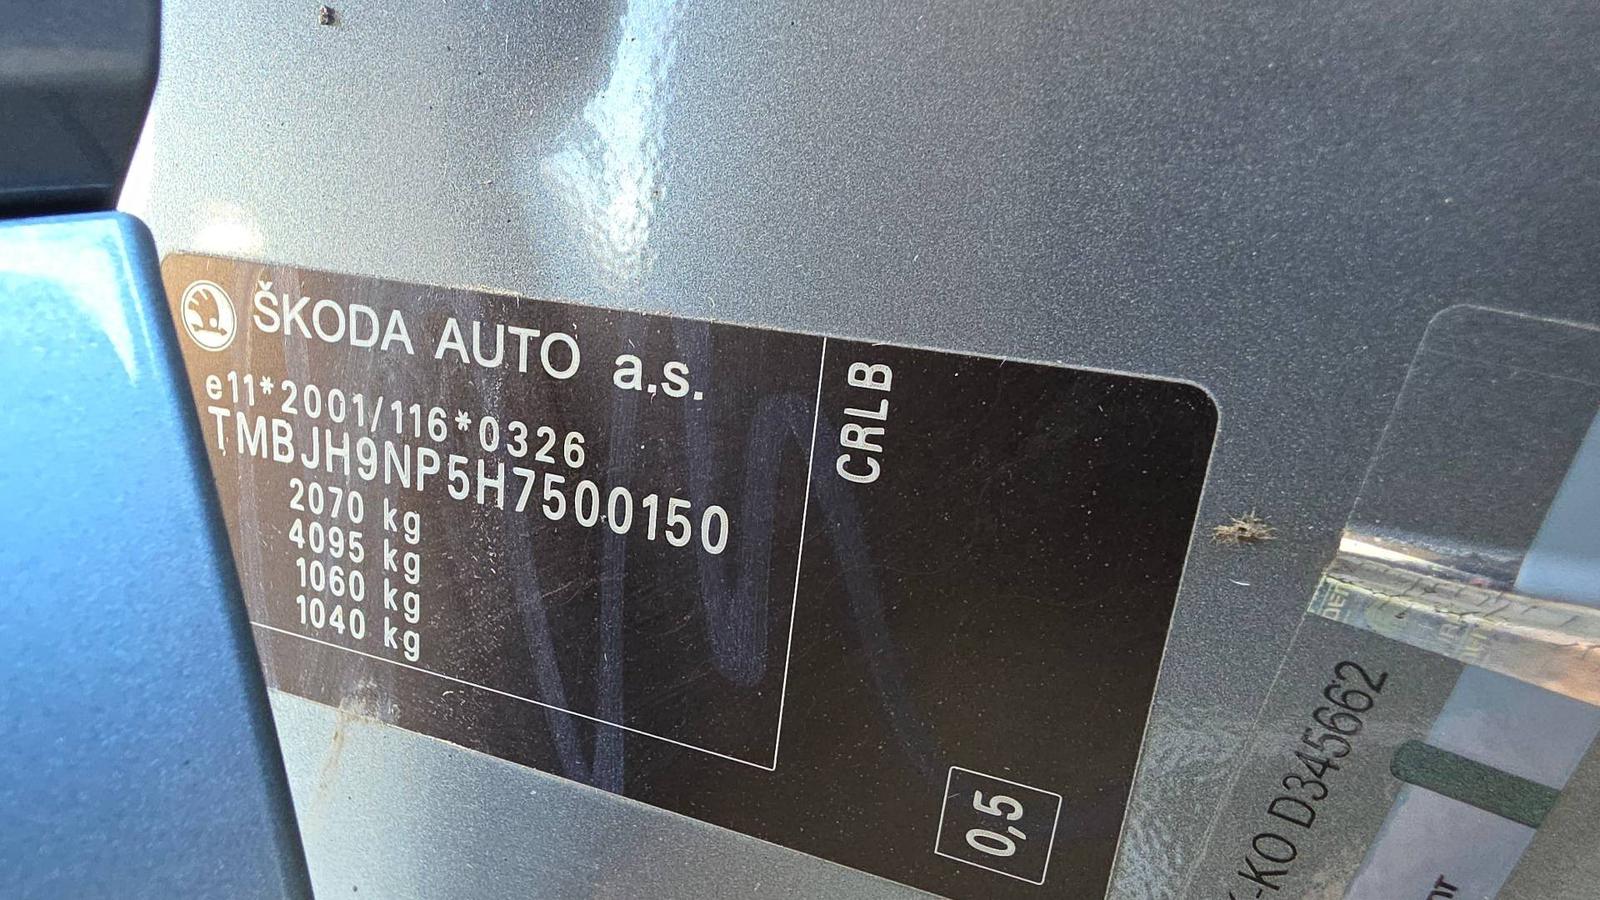 ŠKODA AUTO a.s.
e11*2001/116*0326
TMBJH9NP5H7500150
2070 kg
4095 kg
1060 kg
1040 kg
CRLB
0,5
-KO D345662